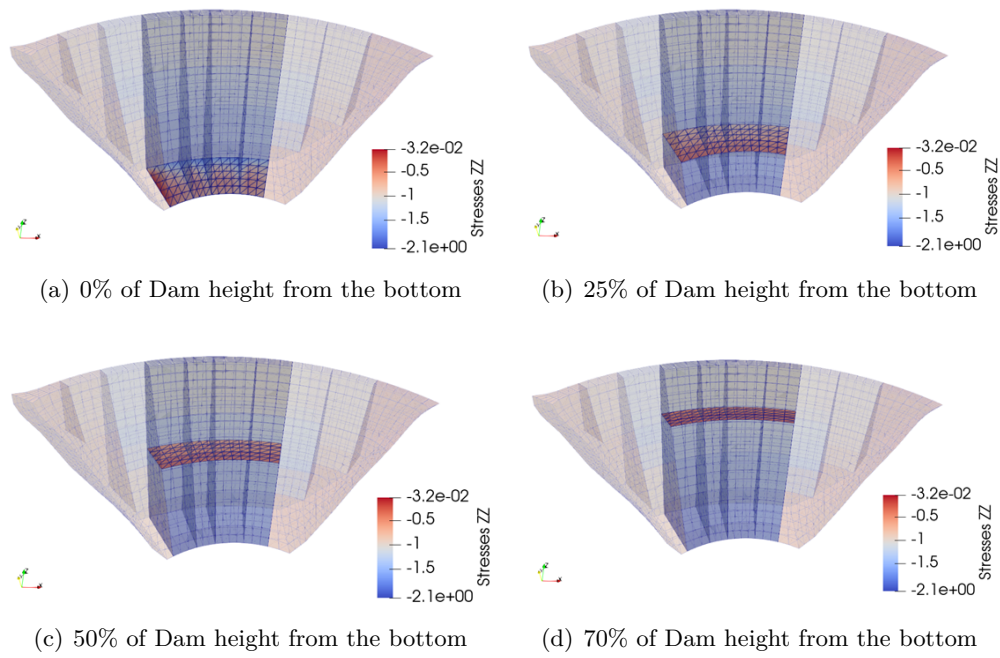 -3.2e-02
-0.5
-1
-1.5
-2.1e+00
Stresses ZZ
-3.2e-02
-0.5
-1
-1.5
-2.1e+00
Stresses ZZ
(a) 0% of Dam height from the bottom
(b) 25% of Dam height from the bottom
-3.2e-02
-0.5
-1
-1.5
-2.1e+00
Stresses ZZ
-3.2e-02
-0.5
-1
-1.5
-2.1e+00
Stresses ZZ
(c) 50% of Dam height from the bottom
(d) 70% of Dam height from the bottom